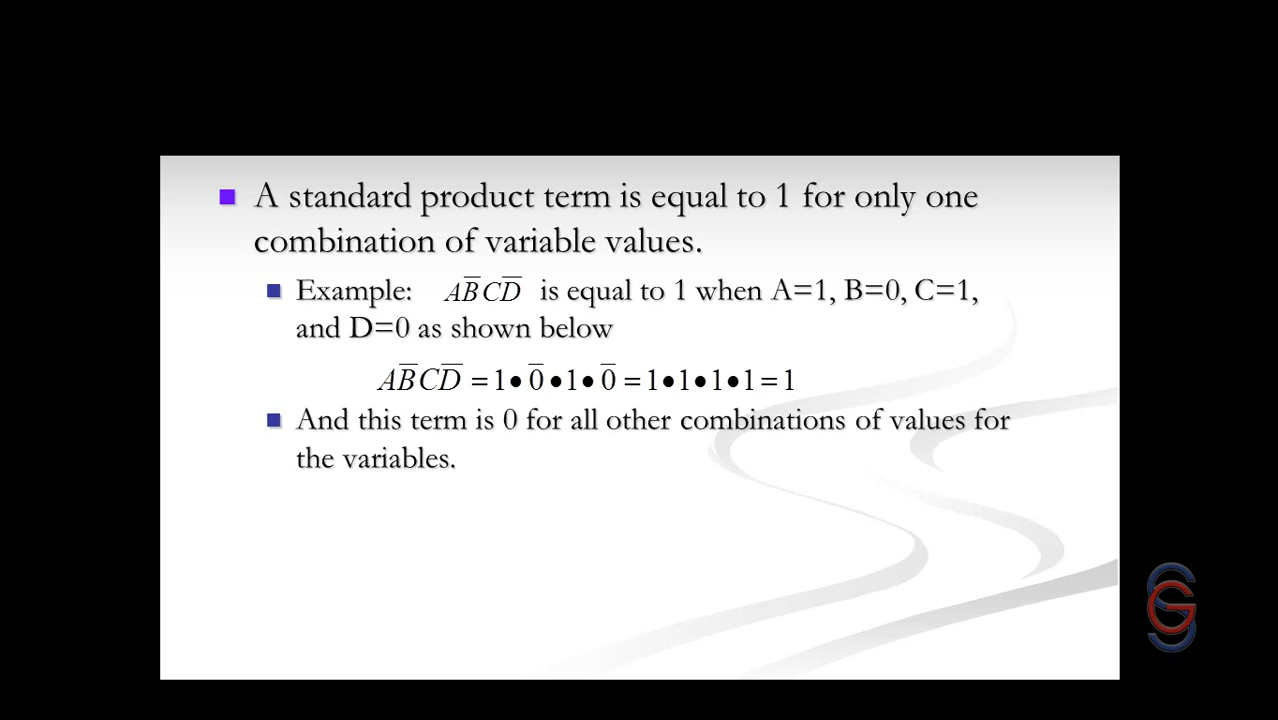 A standard product term is equal to 1 for only one
combination of variable values.
Example: AB̅CD̅ is equal to 1 when A=1, B=0, C=1,
and D=0 as shown below
AB̅CD̅ = 1 • 0̅ • 1 • 0̅ = 1 • 1 • 1 • 1 = 1
And this term is 0 for all other combinations of values for
the variables.